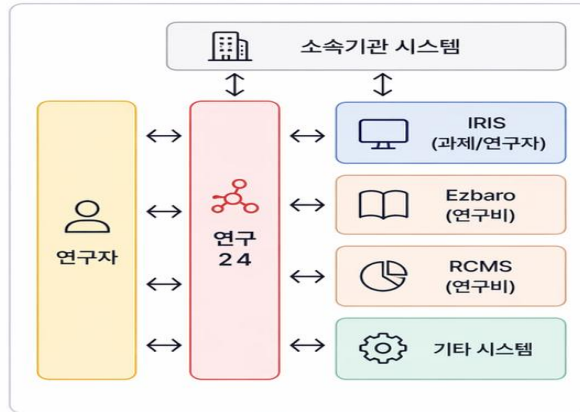 소속기관 시스템
연구자
연구
24
IRIS
(과제/연구자)
Ezbaro
(연구비)
RCMS
(연구비)
기타 시스템